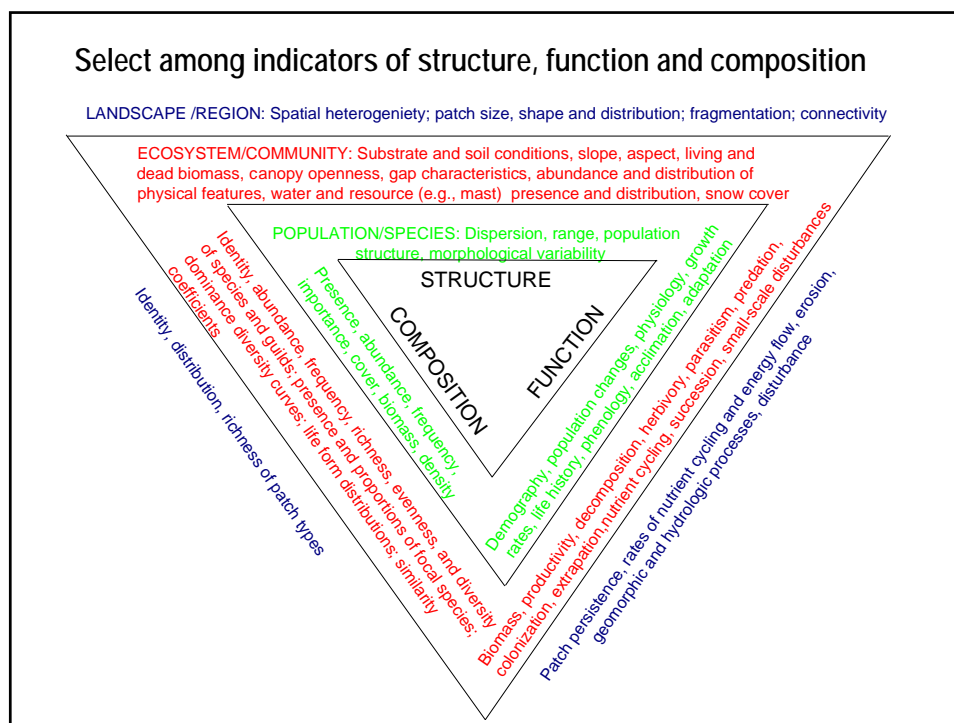 Select among indicators of structure, function and composition
LANDSCAPE /REGION: Spatial heterogeniety; patch size, shape and distribution; fragmentation; connectivity
ECOSYSTEM/COMMUNITY: Substrate and soil conditions, slope, aspect, living and
dead biomass, canopy openness, gap characteristics, abundance and distribution of
physical features, water and resource (e.g., mast) presence and distribution, snow cover
POPULATION/SPECIES: Dispersion, range, population
structure, morphological variability
STRUCTURE
COMPOSITION
FUNCTION
Presence, abundance, frequency,
importance, cover, biomass, density
Identity, abundance, frequency, richness, evenness, and diversity
of species and guilds; presence and proportions of focal species;
dominance diversity curves; life form distributions; similarity
coefficients
Identity, distribution, richness of patch types
Demography, population changes, physiology, growth
rates, life history, phenology, acclimation, adaptation
Biomass, productivity, decomposition, herbivory, parasitism, predation,
colonization, extrapation,nutrient cycling, succession, small-scale disturbances
Patch persistence, rates of nutrient cycling and energy flow, erosion,
geomorphic and hydrologic processes, disturbance